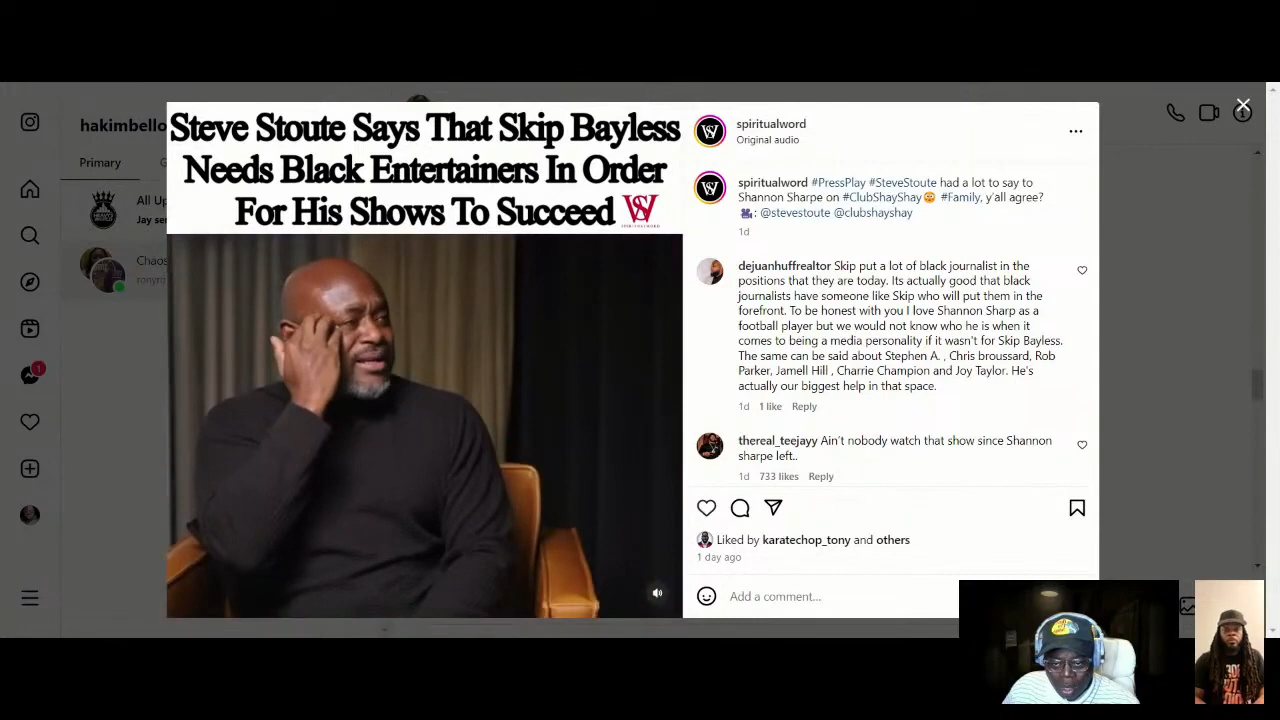 Steve Stoute Says That Skip Bayless
Needs Black Entertainers In Order
For His Shows To Succeed
SPIRITUALWORD
hakimbello
Primary
G
All Up
Jay sen
Chaos
ronyro
1
spiritualword
Original audio
spiritualword #PressPlay #SteveStoute had a lot to say to
Shannon Sharpe on #ClubShayShay😳 #Family, y'all agree?
🎥: @stevestoute @clubshayshay
1d
dejuanhuffrealtor Skip put a lot of black journalist in the
positions that they are today. Its actually good that black
journalists have someone like Skip who will put them in the
forefront. To be honest with you I love Shannon Sharp as a
football player but we would not know who he is when it
comes to being a media personality if it wasn't for Skip Bayless.
The same can be said about Stephen A. , Chris broussard, Rob
Parker, Jamell Hill , Charrie Champion and Joy Taylor. He's
actually our biggest help in that space.
1d 1 like Reply
thereal_teejayy Ain't nobody watch that show since Shannon
sharpe left..
1d 733 likes Reply
Liked by karatechop_tony and others
1 day ago
Add a comment...